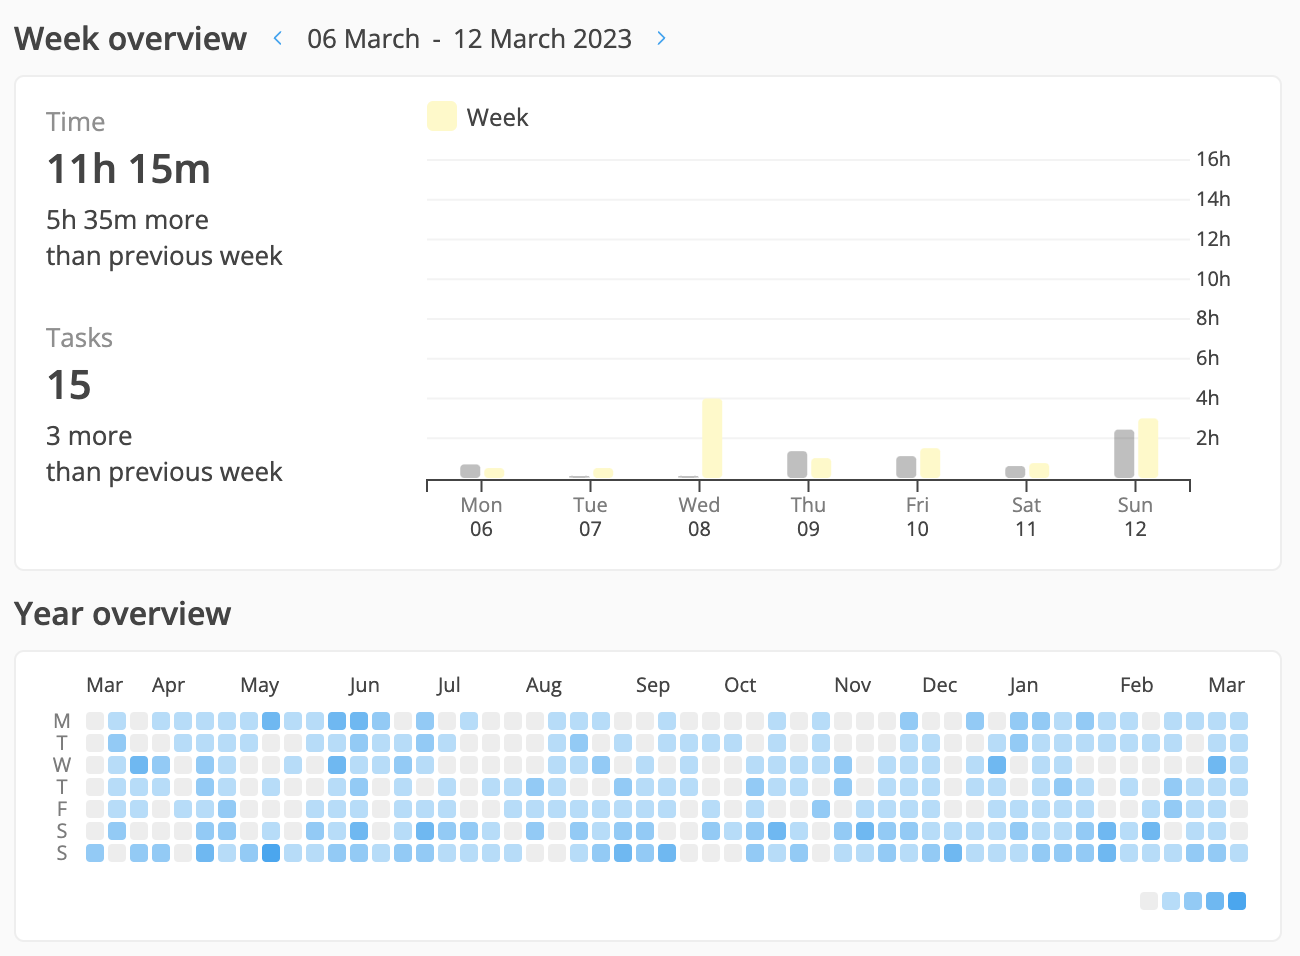 Week overview 06 March - 12 March 2023
Time
11h 15m
5h 35m more
than previous week
Tasks
15
3 more
than previous week
Week
16h
14h
12h
10h
8h
6h
4h
2h
Mon Tue Wed Thu Fri Sat Sun
06 07 08 09 10 11 12
Year overview
Mar Apr May Jun Jul Aug Sep Oct Nov Dec Jan Feb Mar
M
T
W
T
F
S
S